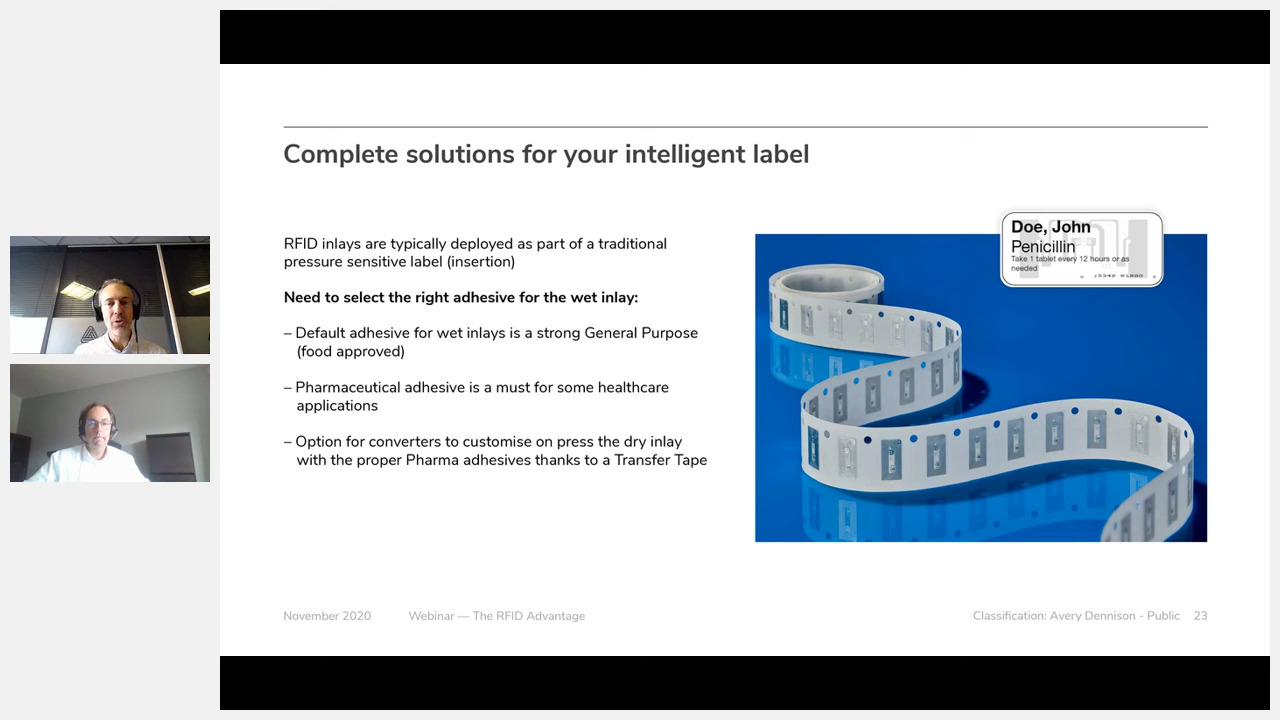 Complete solutions for your intelligent label
RFID inlays are typically deployed as part of a traditional
pressure sensitive label (insertion)
Need to select the right adhesive for the wet inlay:
– Default adhesive for wet inlays is a strong General Purpose
(food approved)
– Pharmaceutical adhesive is a must for some healthcare
applications
– Option for converters to customise on press the dry inlay
with the proper Pharma adhesives thanks to a Transfer Tape
Doe, John
Penicillin
Take 1 tablet every 12 hours or as
needed
November 2020 Webinar — The RFID Advantage Classification: Avery Dennison - Public 23